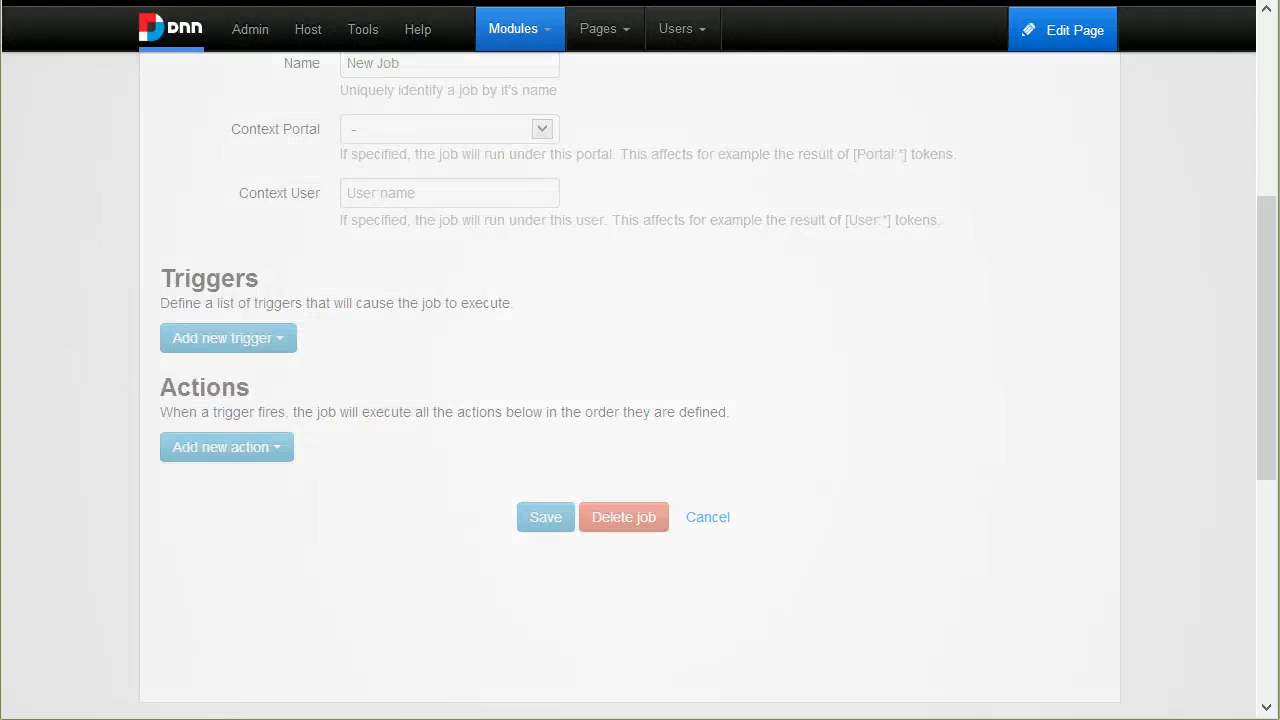 DNN Admin Host Tools Help Modules Pages Users Edit Page
Name New Job
Uniquely identify a job by it's name
Context Portal -
If specified, the job will run under this portal. This affects for example the result of [Portal:*] tokens.
Context User User name
If specified, the job will run under this user. This affects for example the result of [User:*] tokens.
Triggers
Define a list of triggers that will cause the job to execute.
Add new trigger
Actions
When a trigger fires, the job will execute all the actions below in the order they are defined.
Add new action
Save Delete job Cancel